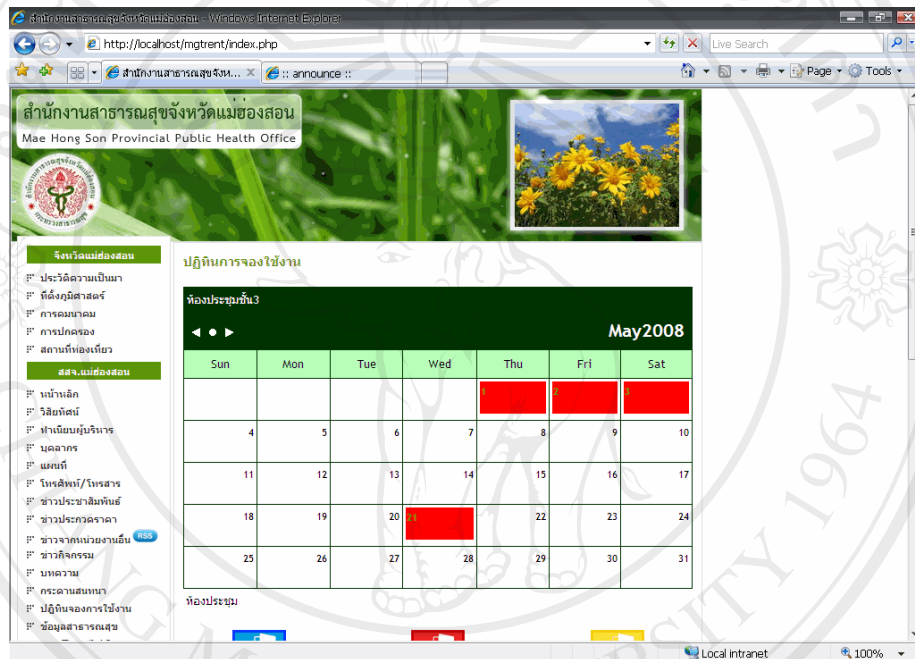 สำนักงานสาธารณสุขจังหวัดแม่ฮ่องสอน - Windows Internet Explorer
http://localhost/mgtrent/index.php
Live Search
สำนักงานสาธารณสุขจังห...
:: announce ::
Page
Tools
สำนักงานสาธารณสุขจังหวัดแม่ฮ่องสอน
Mae Hong Son Provincial Public Health Office
จังหวัดแม่ฮ่องสอน
ประวัติความเป็นมา
ที่ตั้งภูมิศาสตร์
การคมนาคม
การปกครอง
สถานที่ท่องเที่ยว
สสจ.แม่ฮ่องสอน
หน้าหลัก
วิสัยทัศน์
ทำเนียบผู้บริหาร
บุคลากร
แผนที่
โทรศัพท์/โทรสาร
ข่าวประชาสัมพันธ์
ข่าวประกวดราคา
ข่าวจากหน่วยงานอื่น RSS
ข่าวกิจกรรม
บทความ
กระดานสนทนา
ปฏิทินจองการใช้งาน
ข้อมูลสาธารณสุข
ปฏิทินการจองใช้งาน
ห้องประชุมชั้น3
May2008
Sun Mon Tue Wed Thu Fri Sat
1 2 3
4 5 6 7 8 9 10
11 12 13 14 15 16 17
18 19 20 21 22 23 24
25 26 27 28 29 30 31
ห้องประชุม
Local intranet
100%